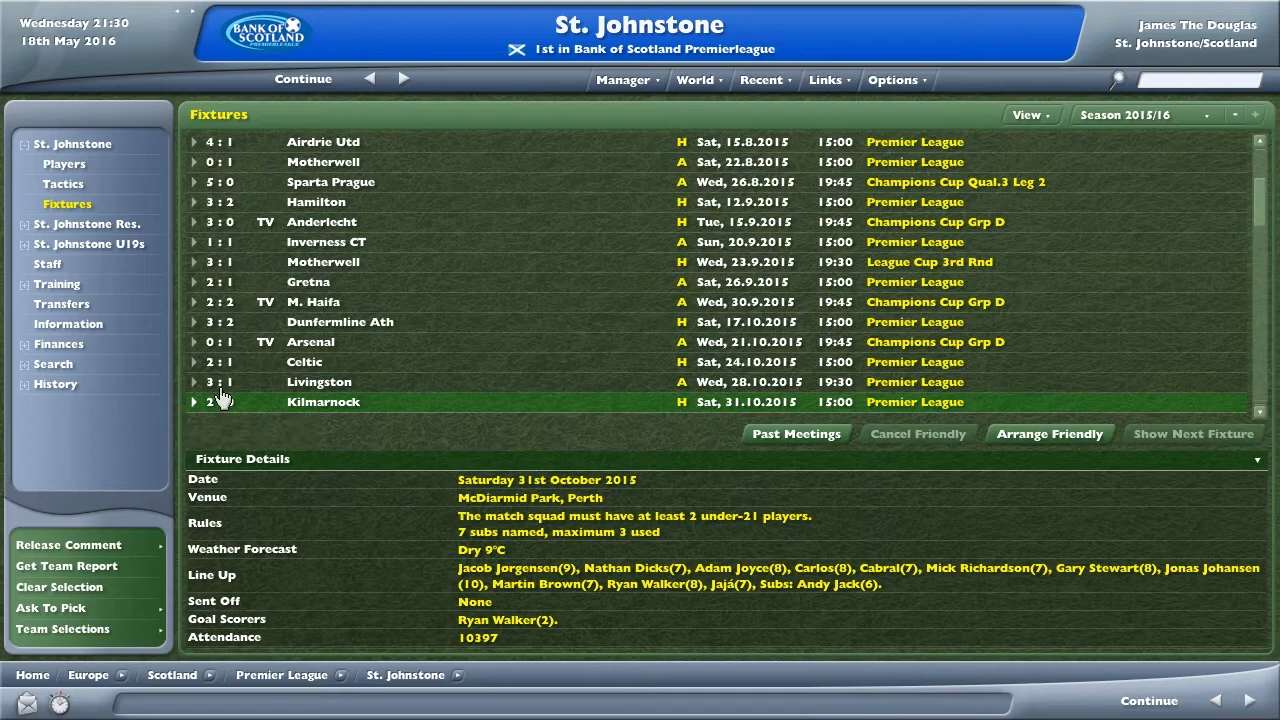 Wednesday 21:30
18th May 2016
BANK OF SCOTLAND
PREMIERLEAGUE
St. Johnstone
1st in Bank of Scotland Premierleague
James The Douglas
St. Johnstone/Scotland
Continue
Manager World Recent Links Options
St. Johnstone
Players
Tactics
Fixtures
St. Johnstone Res.
St. Johnstone U19s
Staff
Training
Transfers
Information
Finances
Search
History
Release Comment
Get Team Report
Clear Selection
Ask To Pick
Team Selections
Fixtures View Season 2015/16 - +
4 : 1 Airdrie Utd H Sat, 15.8.2015 15:00 Premier League
0 : 1 Motherwell A Sat, 22.8.2015 15:00 Premier League
5 : 0 Sparta Prague A Wed, 26.8.2015 19:45 Champions Cup Qual.3 Leg 2
3 : 2 Hamilton H Sat, 12.9.2015 15:00 Premier League
3 : 0 TV Anderlecht H Tue, 15.9.2015 19:45 Champions Cup Grp D
1 : 1 Inverness CT A Sun, 20.9.2015 15:00 Premier League
3 : 1 Motherwell H Wed, 23.9.2015 19:30 League Cup 3rd Rnd
2 : 1 Gretna A Sat, 26.9.2015 15:00 Premier League
2 : 2 TV M. Haifa A Wed, 30.9.2015 19:45 Champions Cup Grp D
3 : 2 Dunfermline Ath H Sat, 17.10.2015 15:00 Premier League
0 : 1 TV Arsenal A Wed, 21.10.2015 19:45 Champions Cup Grp D
2 : 1 Celtic H Sat, 24.10.2015 15:00 Premier League
3 : 1 Livingston A Wed, 28.10.2015 19:30 Premier League
2 Kilmarnock H Sat, 31.10.2015 15:00 Premier League
Past Meetings Cancel Friendly Arrange Friendly Show Next Fixture
Fixture Details
Date Saturday 31st October 2015
Venue McDiarmid Park, Perth
Rules The match squad must have at least 2 under-21 players.
7 subs named, maximum 3 used
Weather Forecast Dry 9°C
Line Up Jacob Jørgensen(9), Nathan Dicks(7), Adam Joyce(8), Carlos(8), Cabral(7), Mick Richardson(7), Gary Stewart(8), Jonas Johansen
(10), Martin Brown(7), Ryan Walker(8), Jajá(7), Subs: Andy Jack(6).
Sent Off None
Goal Scorers Ryan Walker(2).
Attendance 10397
Home Europe Scotland Premier League St. Johnstone
Continue